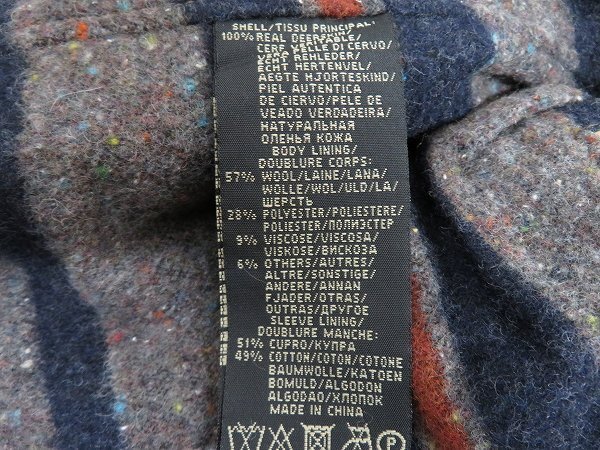 SHELL/TISSU PRINCIPAL:
100% REAL DEERSKIN/
VERITABLE/
CERF VELLE DI CERVO/
VERA REHLEDER/
ECHT HERTENVEL/
AEGTE HJORTESKIND/
PIEL AUTENTICA
DE CIERVO/PELE DE
VEADO VERDADEIRA/
НАТУРАЛЬНАЯ
ОЛЕНЬЯ КОЖА
BODY LINING/
DOUBLURE CORPS:
57% WOOL/LAINE/LANA/
WOLLE/WOL/ULD/LA/
ШЕРСТЬ
28% POLYESTER/POLIESTERE/
POLIESTER/ПОЛИЭСТЕР
9% VISCOSE/VISCOSA/
VISKOSE/ВИСКОЗА
6% OTHERS/AUTRES/
ALTRE/SONSTIGE/
ANDERE/ANNAN
FJADER/OTRAS/
OUTRAS/ДРУГОЕ
SLEEVE LINING/
DOUBLURE MANCHE:
51% CUPRO/КУПРА
49% COTTON/COTON/COTONE
BAUMWOLLE/KATOEN
BOMULD/ALGODON
ALGODAO/ХЛОПОК
MADE IN CHINA
P